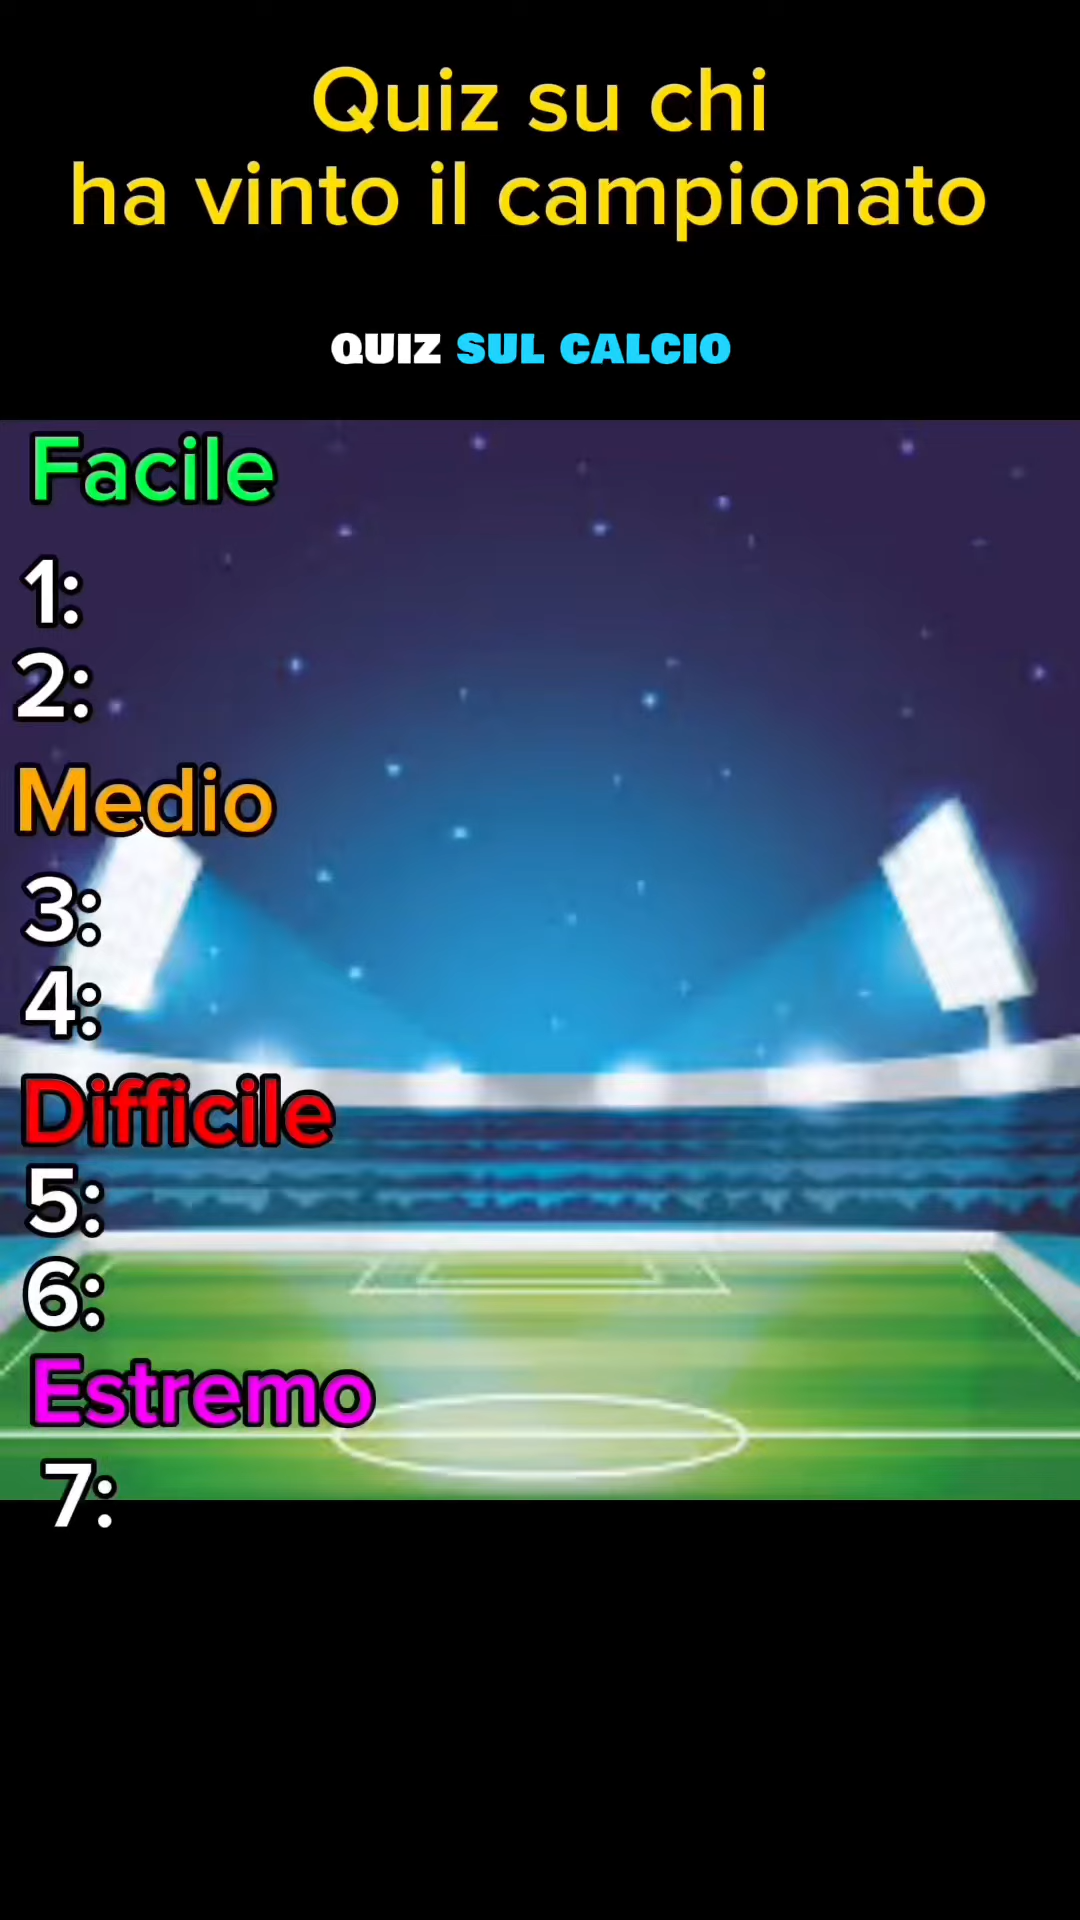 Quiz su chi
ha vinto il campionato
QUIZ SUL CALCIO
Facile
1:
2:
Medio
3:
4:
Difficile
5:
6:
Estremo
7: